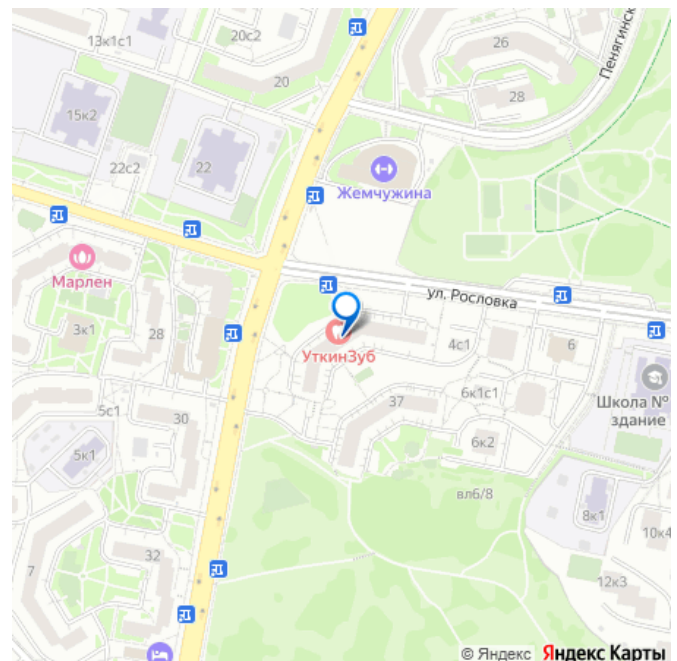 13к1с1
20с2
26
20
Пенягинск
28
15к2
22с2
22
Жемчужина
Марлен
ул. Рословка
3к1
28
УткинЗуб
4с1
6
37
6к1с1
Школа №
здание
5с1
30
6к2
5к1
вл6/8
8к1
10к4
32
7
12к3
© Яндекс Яндекс Карты